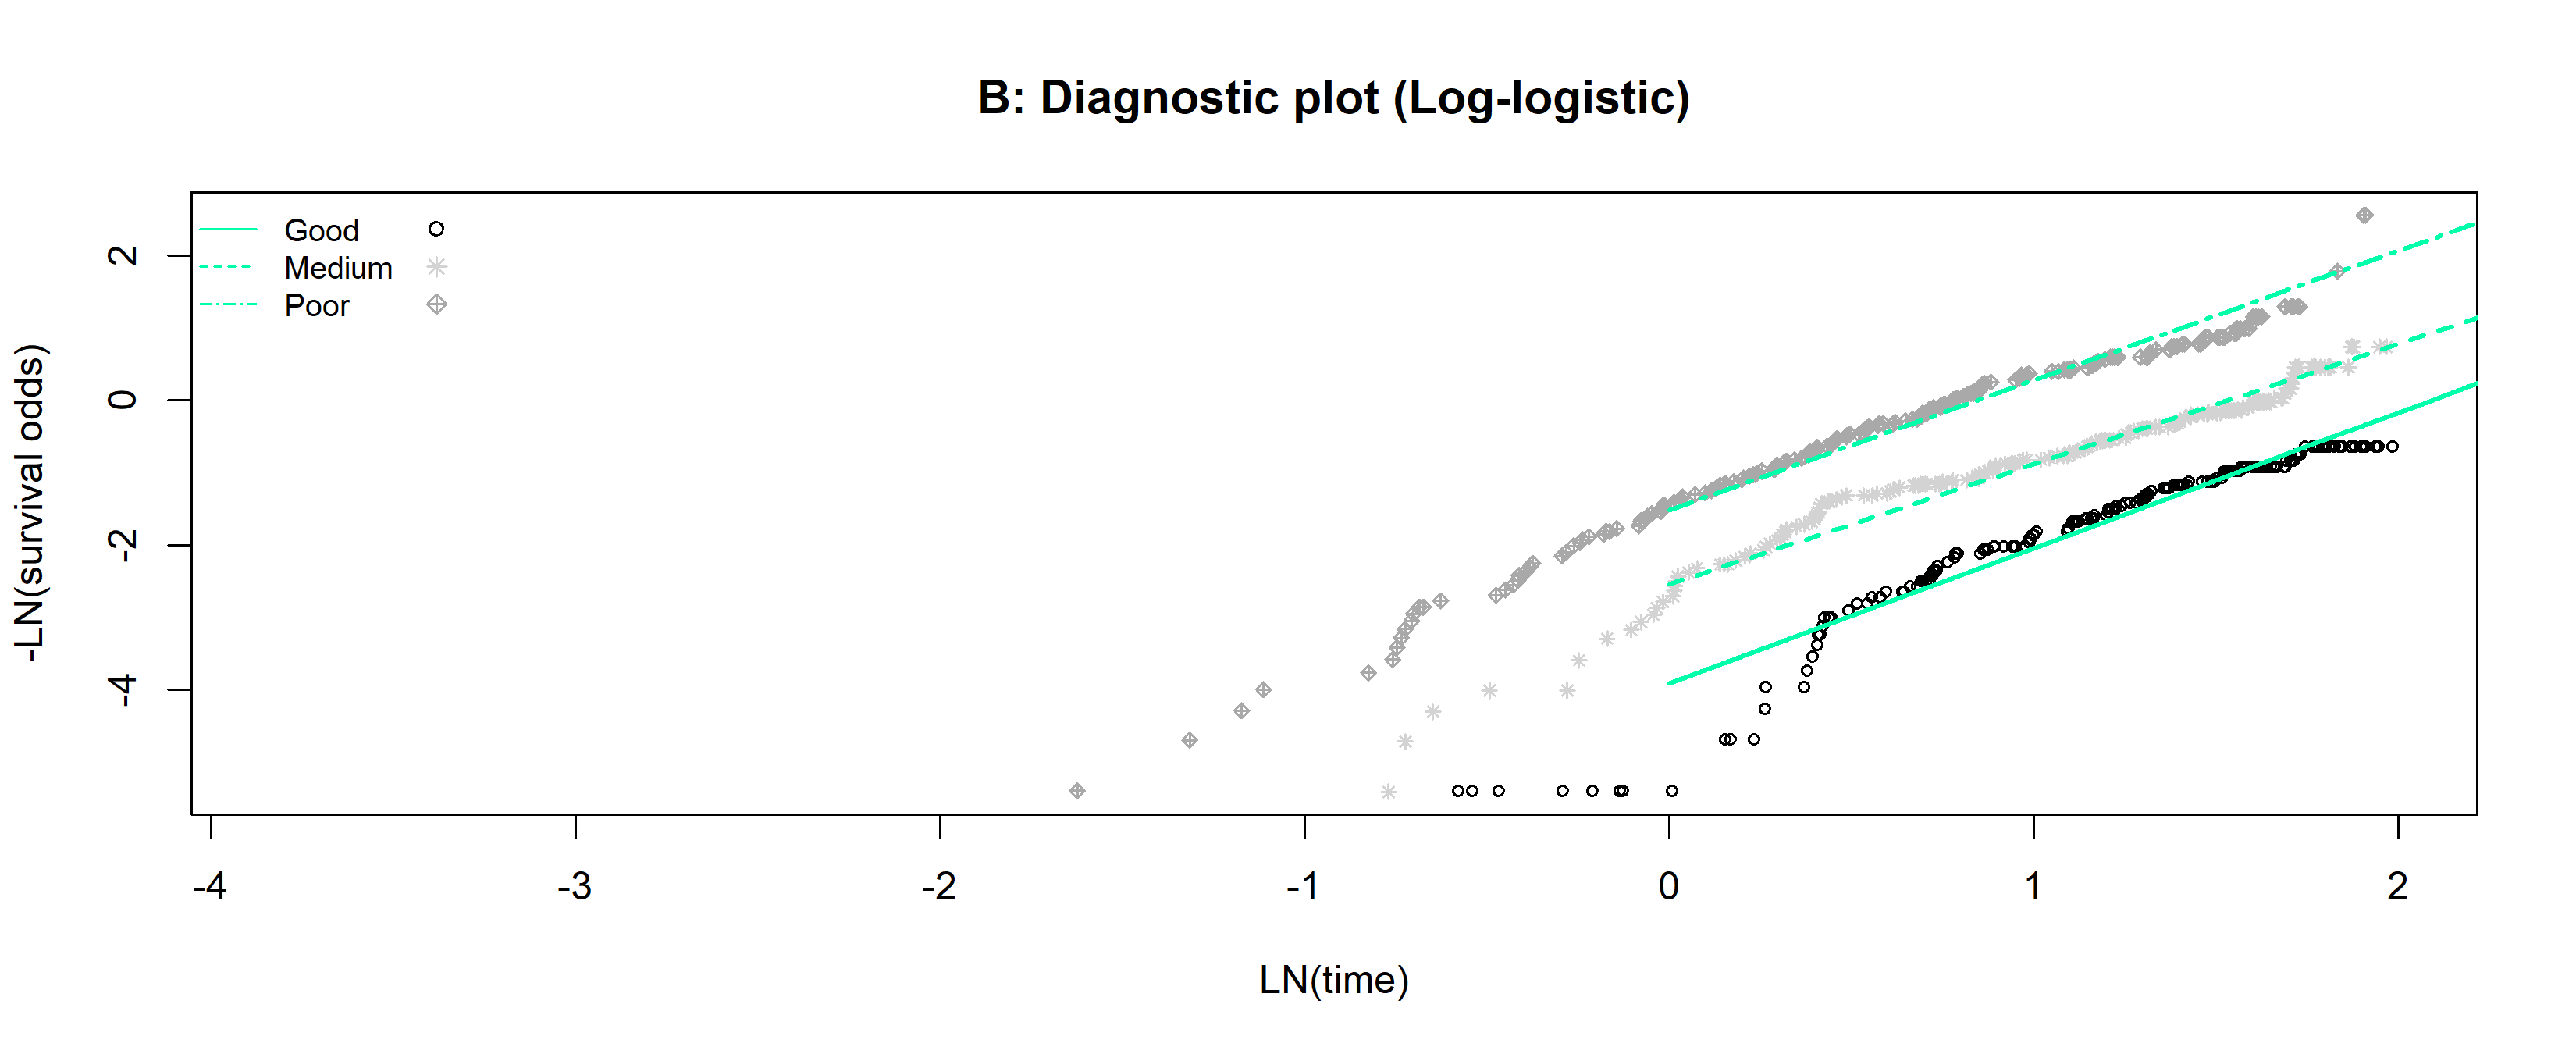 B: Diagnostic plot (Log-logistic)
Good
Medium
Poor
-LN(survival odds)
2
0
-2
-4
-4 -3 -2 -1 0 1 2
LN(time)